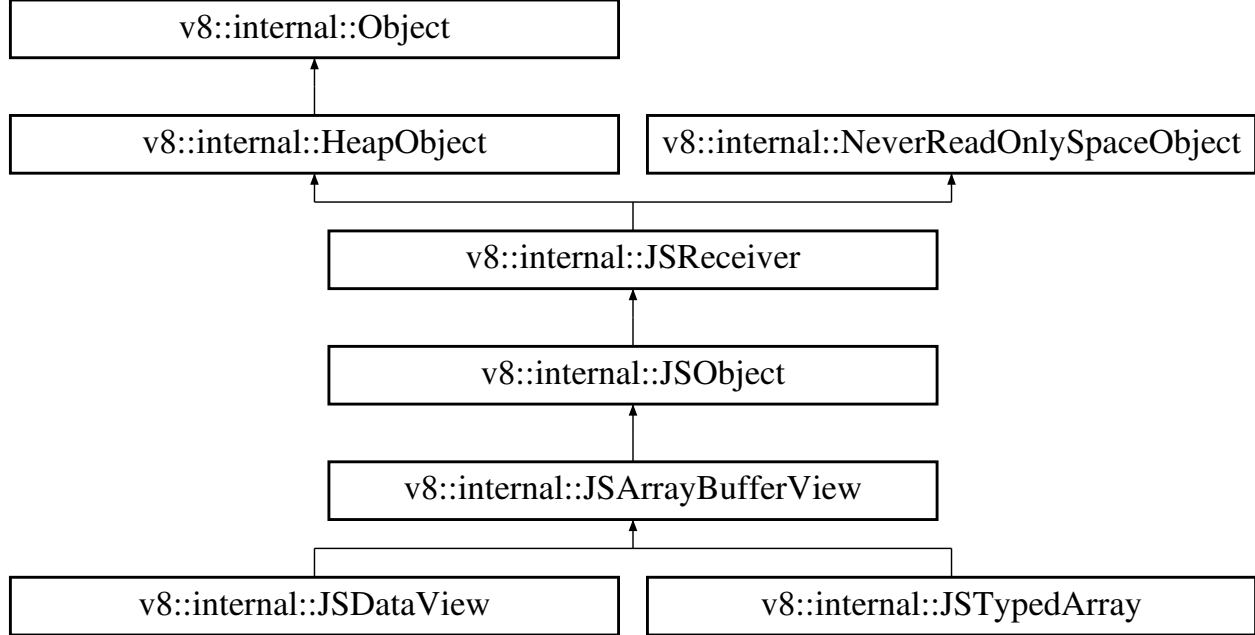 v8::internal::Object
v8::internal::HeapObject
v8::internal::NeverReadOnlySpaceObject
v8::internal::JSReceiver
v8::internal::JSObject
v8::internal::JSArrayBufferView
v8::internal::JSDataView
v8::internal::JSTypedArray